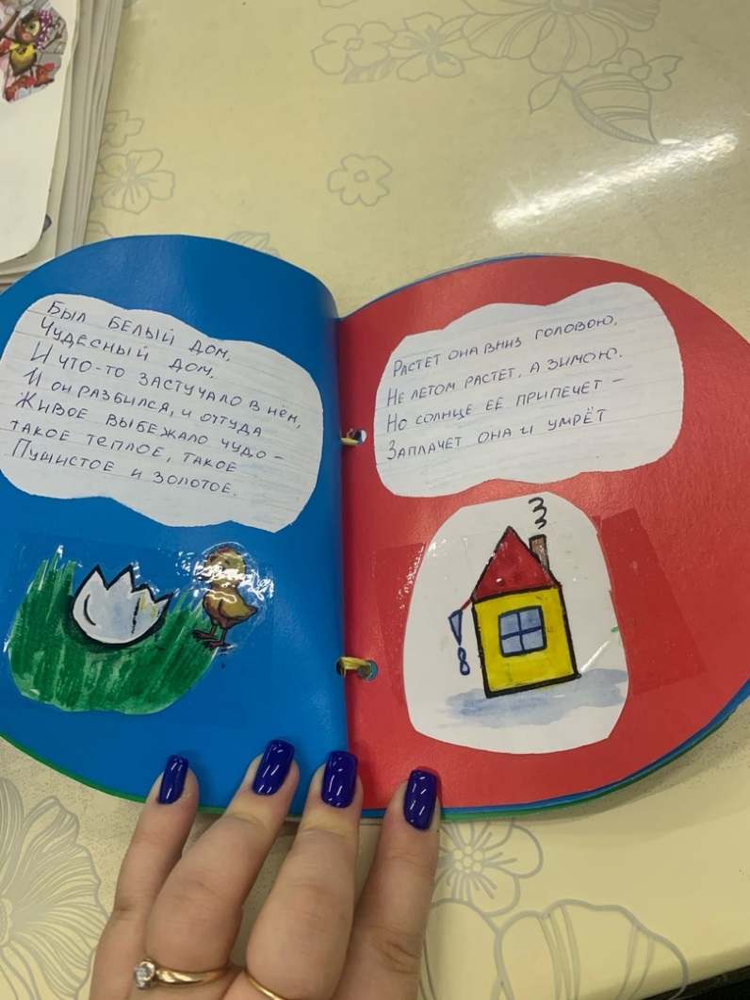 Был белый дом,
Чудесный дом,
И что-то застучало в нём,
И он разбился, и оттуда
Живое выбежало чудо –
такое теплое, такое
Пушистое и золотое.
Растет она вниз головою,
Не летом растет, а зимою.
Но солнце ее припечет –
Заплачет она и умрёт